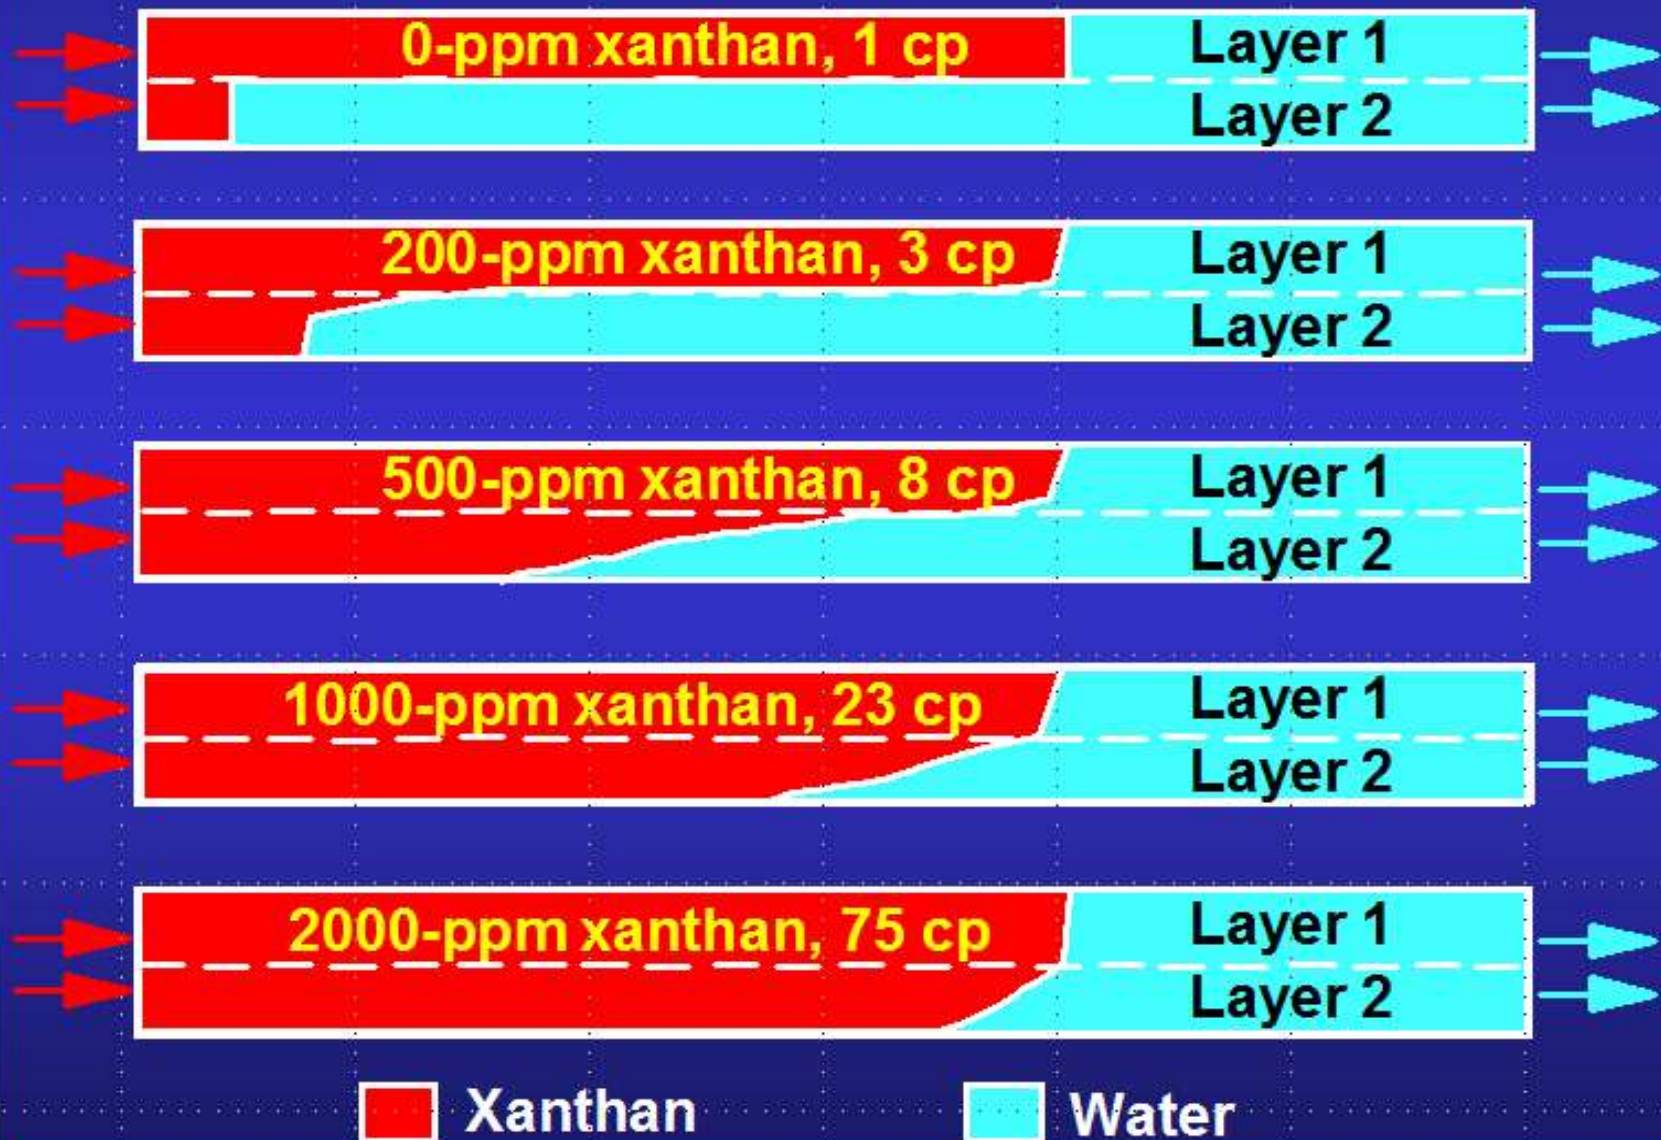 0-ppm xanthan, 1 cp Layer 1
Layer 2
200-ppm xanthan, 3 cp Layer 1
Layer 2
500-ppm xanthan, 8 cp Layer 1
Layer 2
1000-ppm xanthan, 23 cp Layer 1
Layer 2
2000-ppm xanthan, 75 cp Layer 1
Layer 2
Xanthan Water